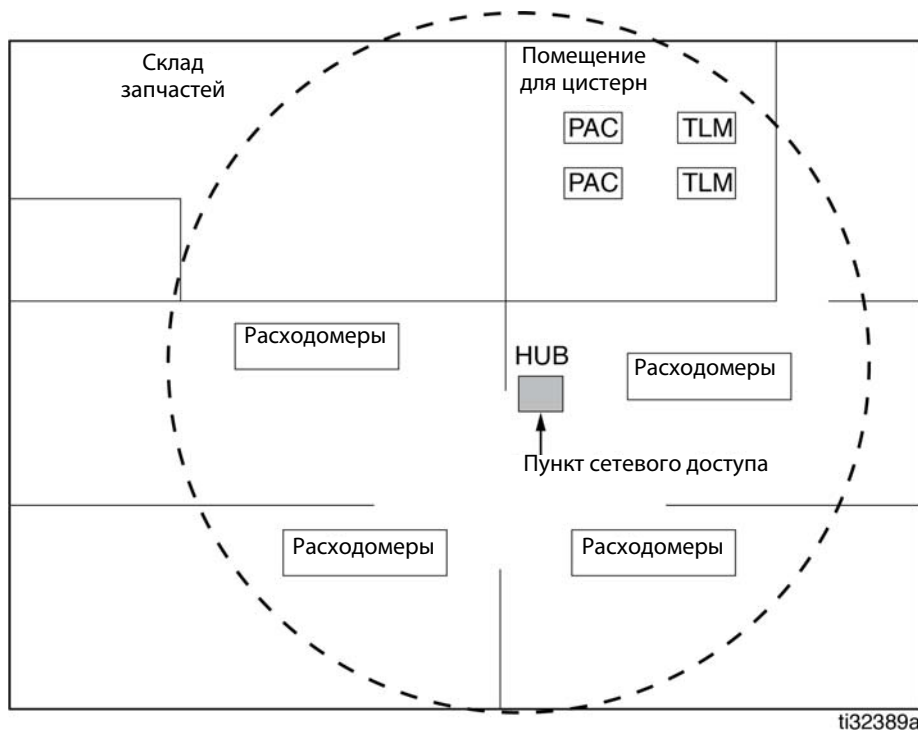 Склад
запчастей
Помещение
для цистерн
PAC TLM
PAC TLM
Расходомеры
HUB
Расходомеры
Пункт сетевого доступа
Расходомеры Расходомеры
ti32389a